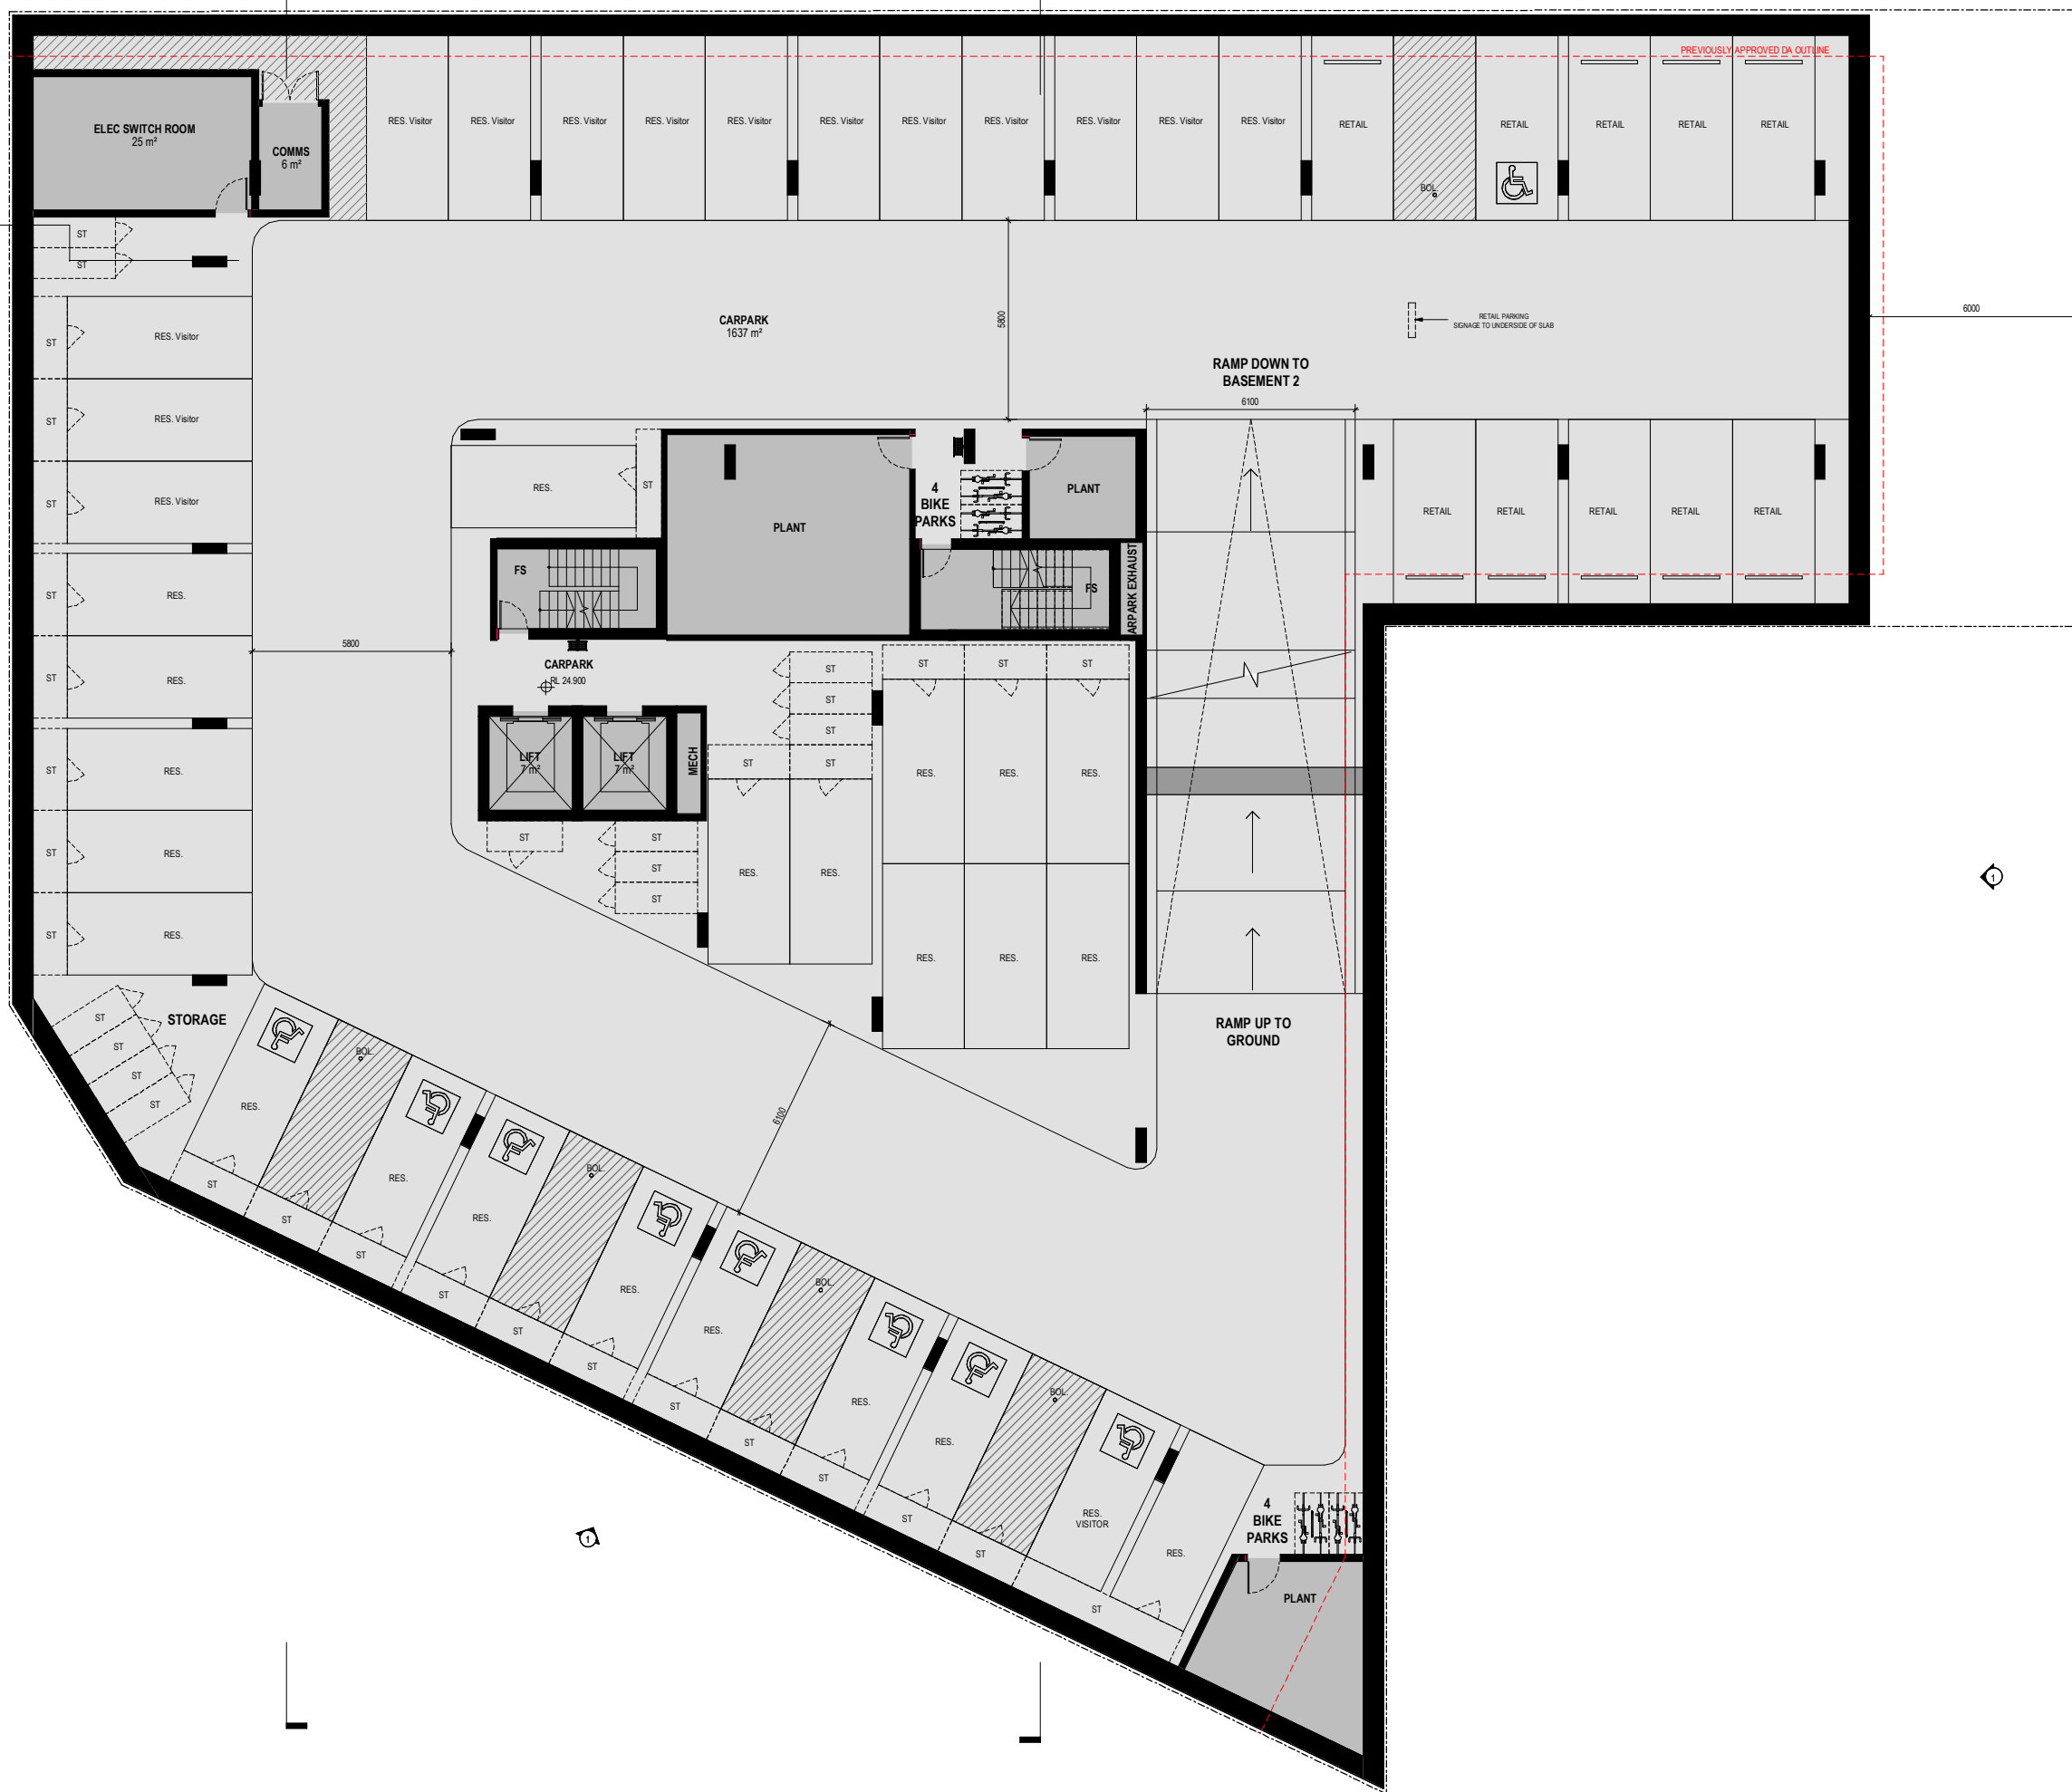 PREVIOUSLY APPROVED DA OUTLINE
ELEC SWITCH ROOM
25 m²
COMMS
6 m²
RES. Visitor
RES. Visitor
RES. Visitor
RES. Visitor
RES. Visitor
RES. Visitor
RES. Visitor
RES. Visitor
RES. Visitor
RES. Visitor
RES. Visitor
RETAIL
BOL.
RETAIL
RETAIL
RETAIL
RETAIL
ST
ST
ST
RES. Visitor
ST
RES. Visitor
ST
RES. Visitor
ST
RES.
ST
RES.
ST
RES.
ST
RES.
ST
RES.
CARPARK
1637 m²
5800
RETAIL PARKING
SIGNAGE TO UNDERSIDE OF SLAB
6000
RAMP DOWN TO
BASEMENT 2
6100
RES.
ST
PLANT
4
BIKE
PARKS
PLANT
RETAIL
RETAIL
RETAIL
RETAIL
RETAIL
FS
FS
CARPARK EXHAUST
5800
CARPARK
RL 24.900
LIFT
7 m²
LIFT
7 m²
MECH
ST
ST
ST
ST
ST
ST
ST
ST
RES.
RES.
RES.
ST
ST
ST
ST
RES.
RES.
RES.
RES.
RES.
1
STORAGE
ST
ST
ST
ST
RAMP UP TO
GROUND
6100
RES.
BOL.
RES.
RES.
BOL.
RES.
RES.
BOL.
RES.
RES.
BOL.
RES.
VISITOR
RES.
ST
ST
ST
ST
ST
ST
ST
ST
ST
ST
ST
ST
4
BIKE
PARKS
PLANT
1